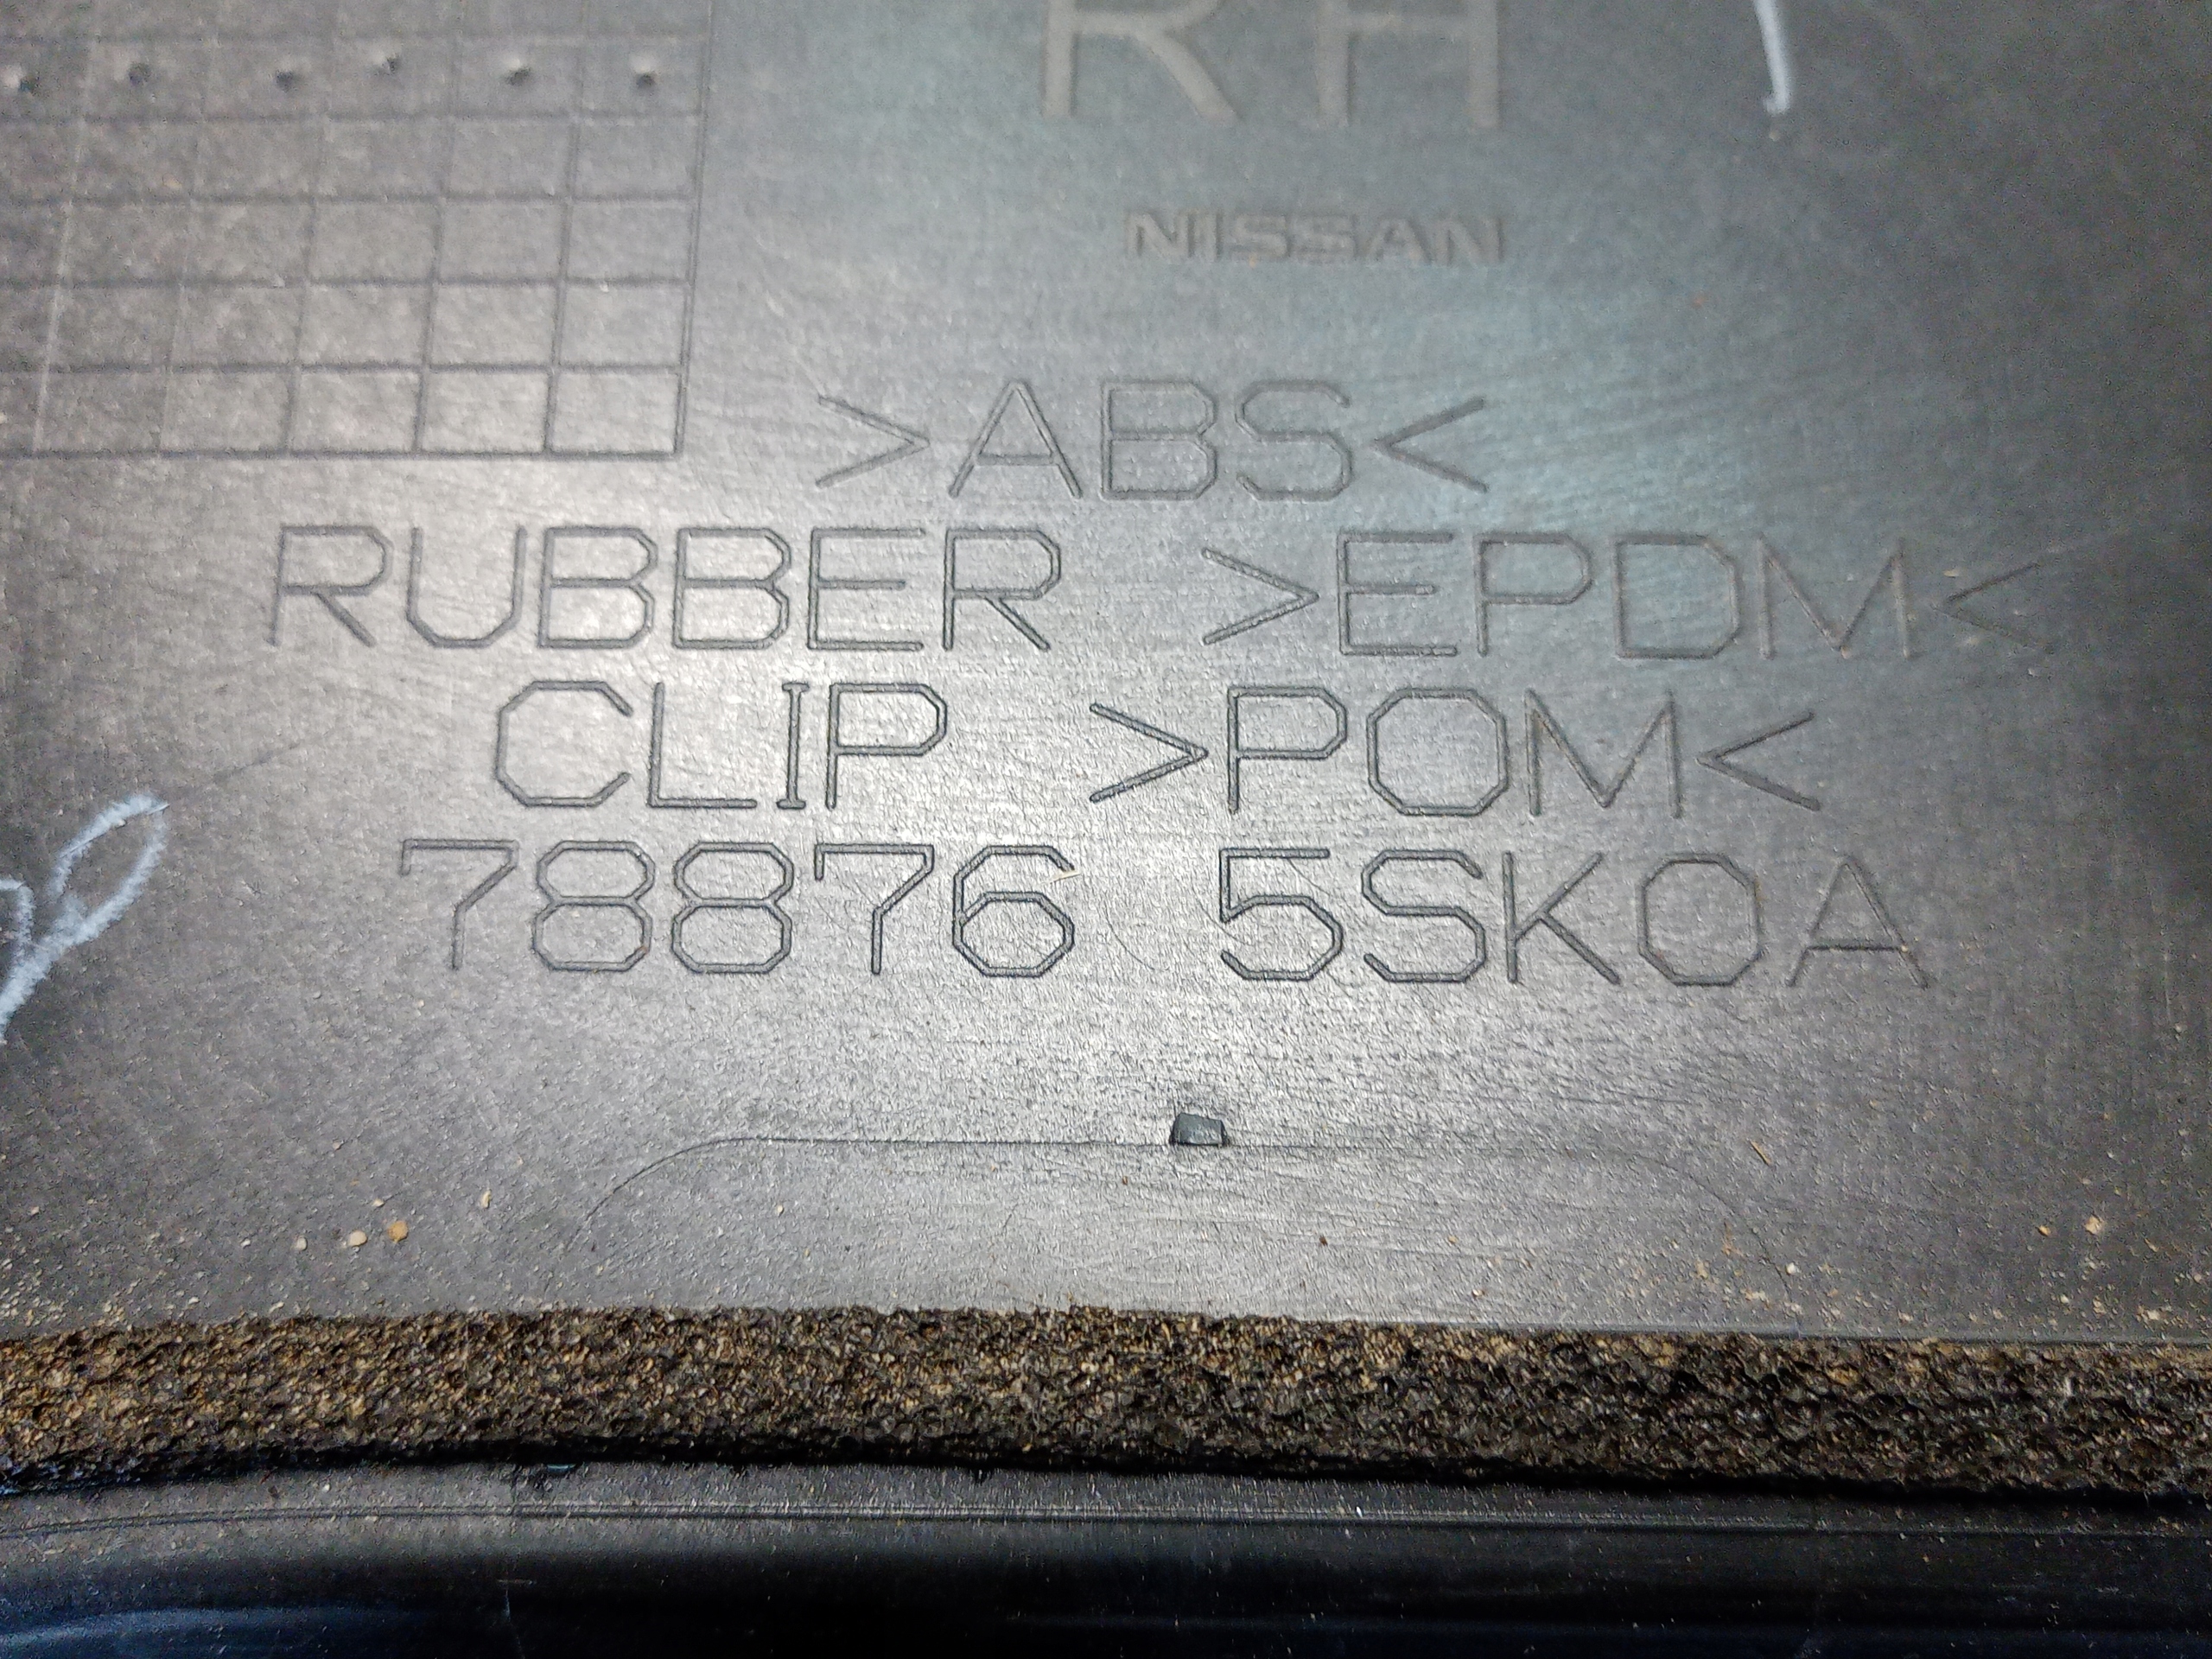 RH
NISSAN
>ABS<
RUBBER >EPDM<
CLIP >POM<
78876 5SK0A